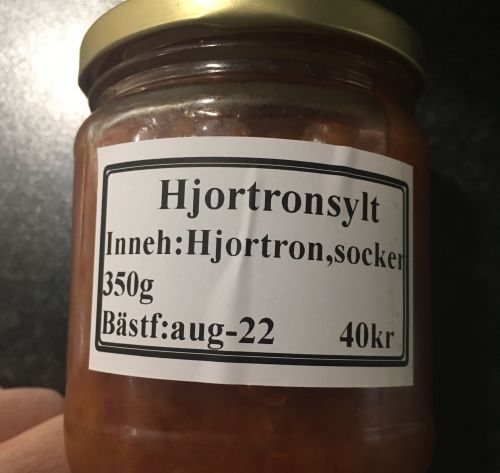 Hjortronsylt
Inneh:Hjortron,socker
350g
Bästf:aug-22 40kr